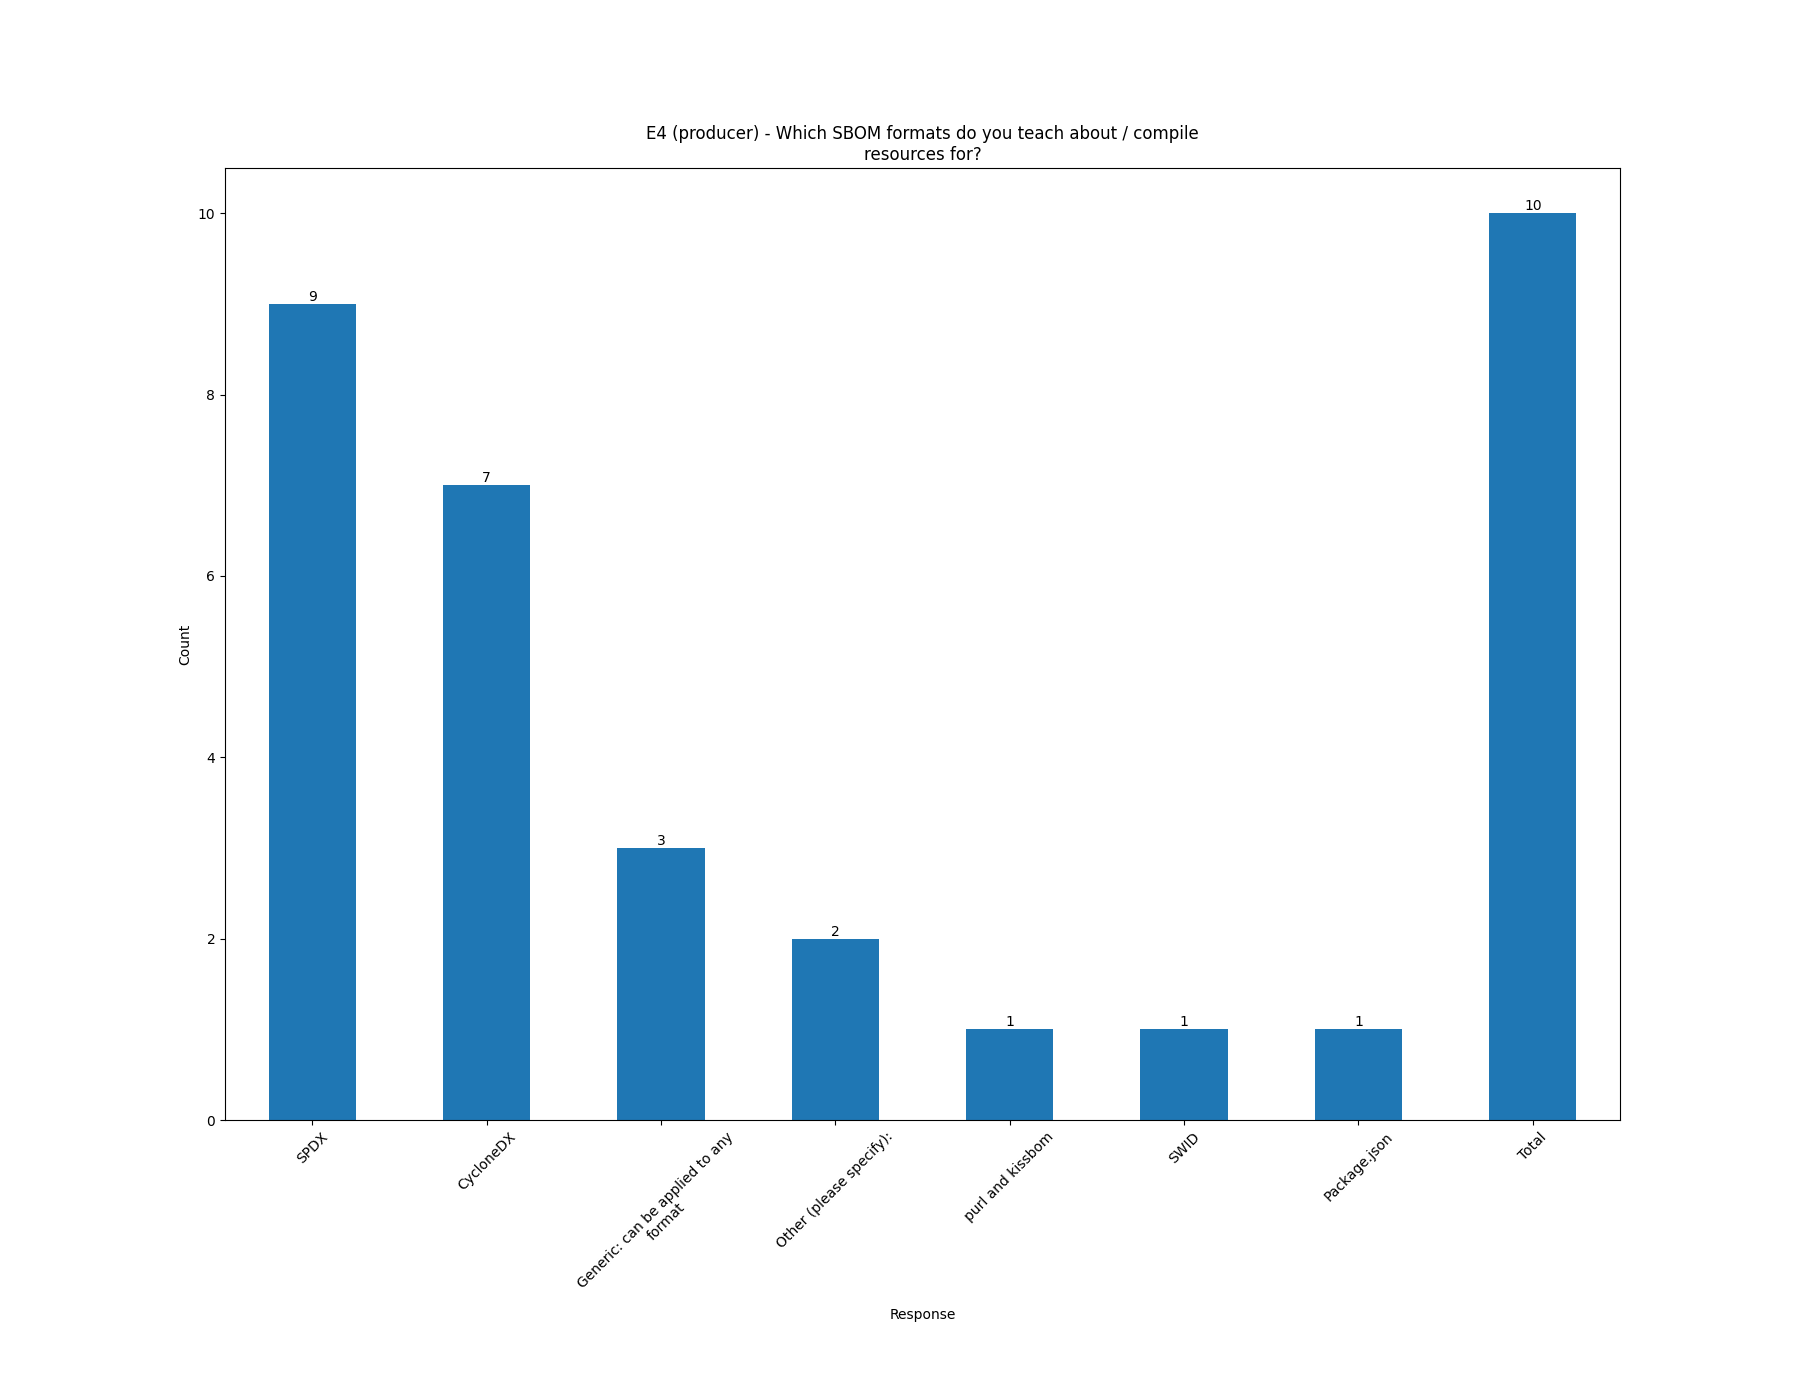 E4 (producer) - Which SBOM formats do you teach about / compile
resources for?
10
8
6
4
2
0
Count
9
7
3
2
1
1
1
10
SPDX
CycloneDX
Generic: can be applied to any
format
Other (please specify):
purl and kissbom
SWID
Package.json
Total
Response